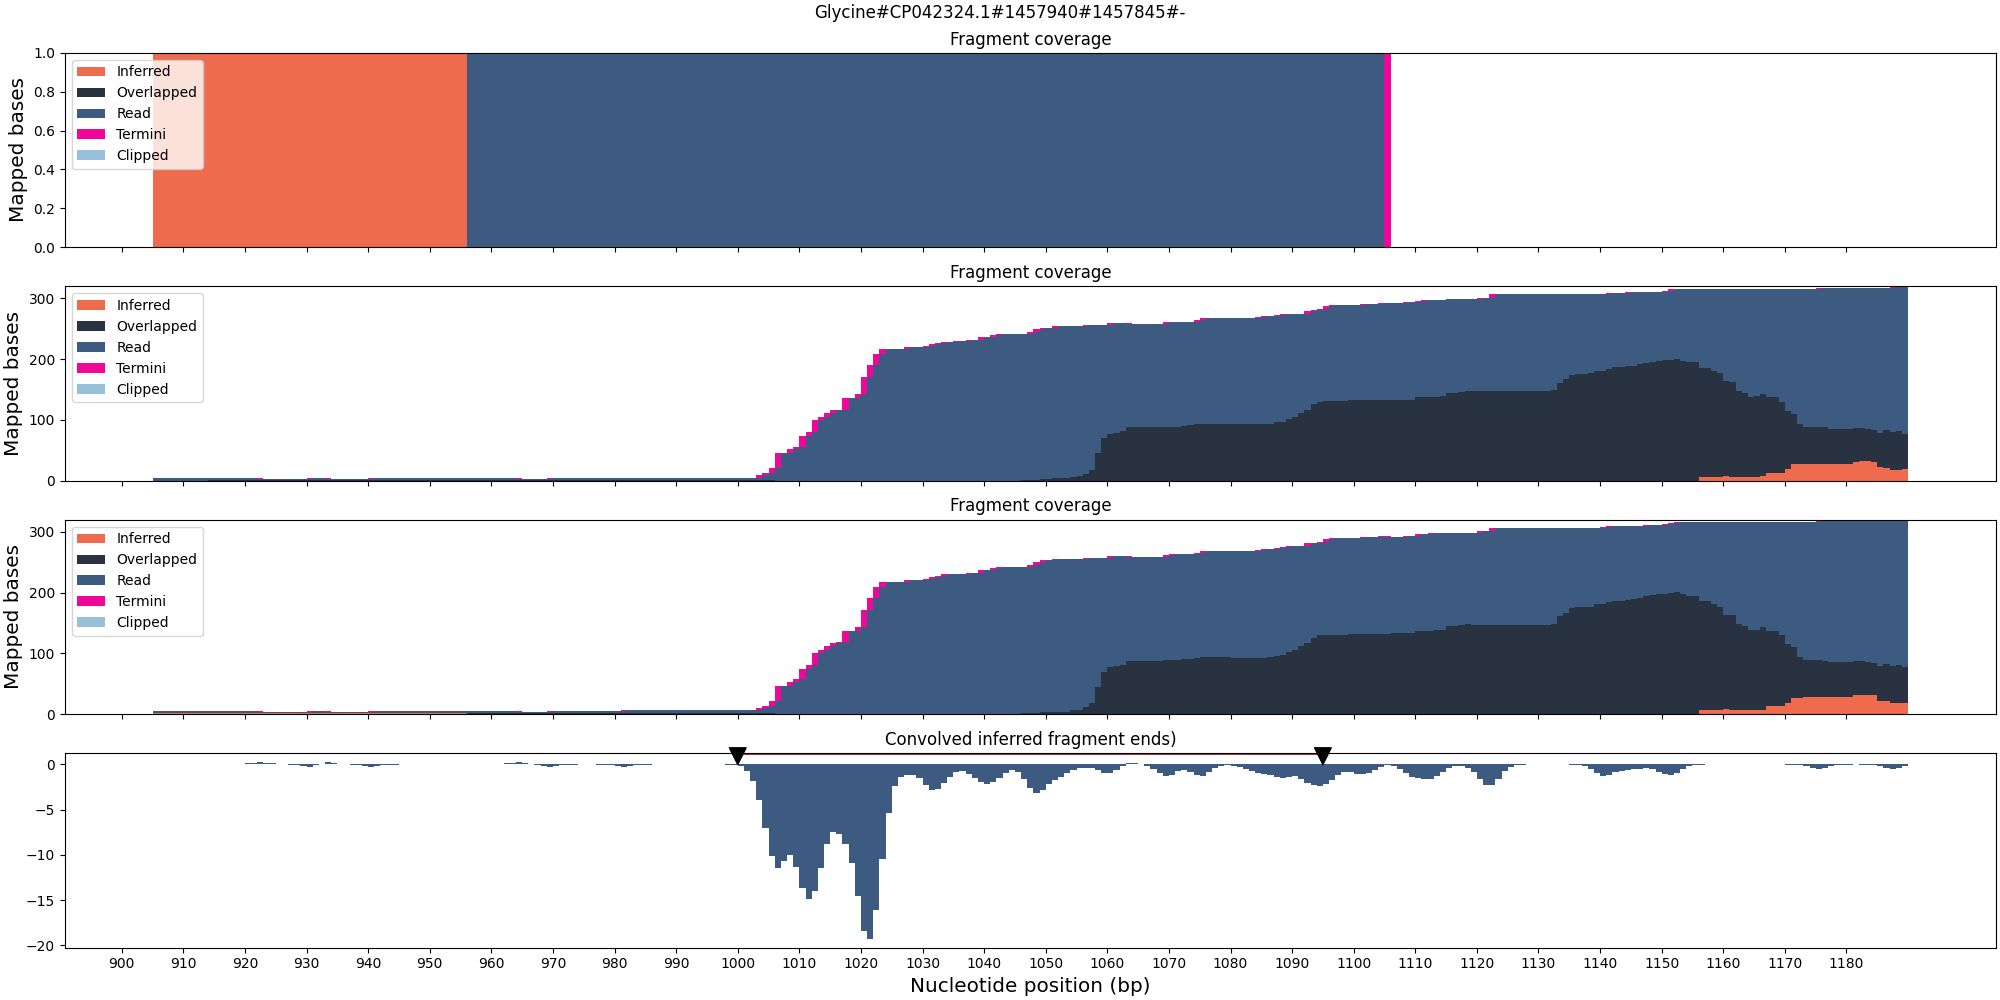 Glycine#CP042324.1#1457940#1457845#-
Fragment coverage
Mapped bases
1.0
0.8
0.6
0.4
0.2
0.0
Inferred
Overlapped
Read
Termini
Clipped
Fragment coverage
Mapped bases
300
200
100
0
Inferred
Overlapped
Read
Termini
Clipped
Fragment coverage
Mapped bases
300
200
100
0
Inferred
Overlapped
Read
Termini
Clipped
Convolved inferred fragment ends)
0
−5
−10
−15
−20
900 910 920 930 940 950 960 970 980 990 1000 1010 1020 1030 1040 1050 1060 1070 1080 1090 1100 1110 1120 1130 1140 1150 1160 1170 1180
Nucleotide position (bp)